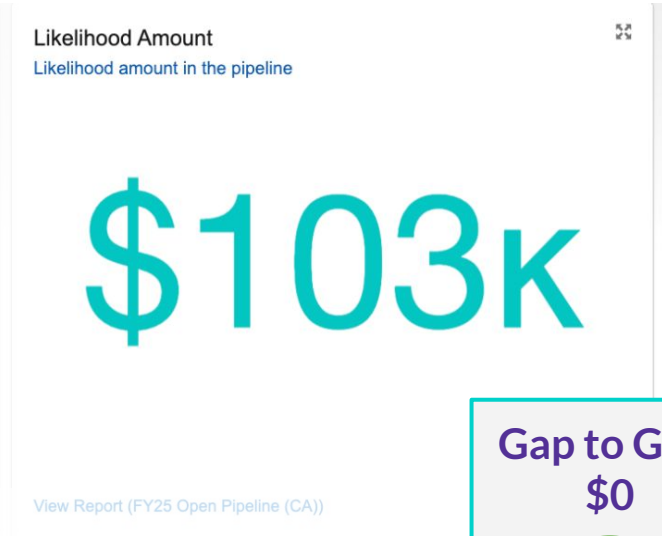 Likelihood Amount
Likelihood amount in the pipeline
$103K
View Report (FY25 Open Pipeline (CA))
Gap to G
$0